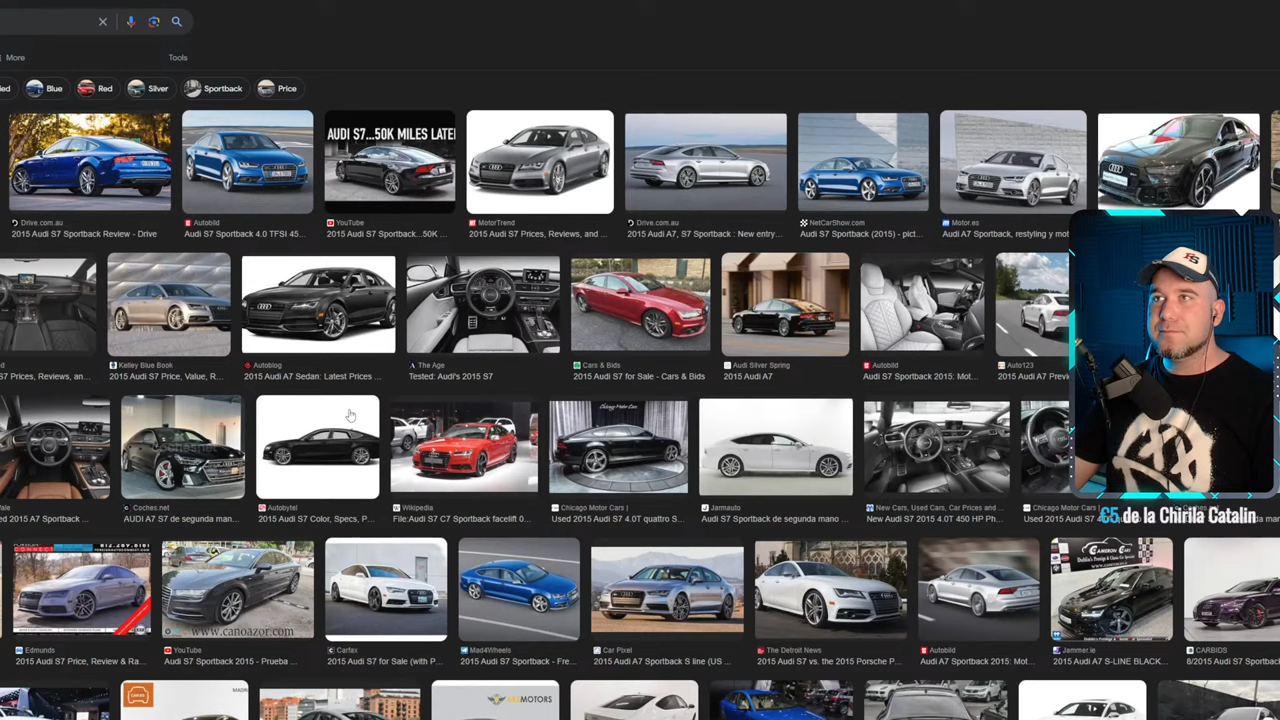 More
Tools
Blue
Red
Silver
Sportback
Price
AUDI S7...50K MILES LATE
Drive.com.au
2015 Audi S7 Sportback Review - Drive
Autobild
Audi S7 Sportback 4.0 TFSI 45...
YouTube
2015 Audi S7 Sportback...50K ...
MotorTrend
2015 Audi S7 Prices, Reviews, and ...
Drive.com.au
2015 Audi A7, S7 Sportback : New entry...
NetCarShow.com
Audi S7 Sportback (2015) - pict...
Motor.es
Audi A7 Sportback, restyling y mot
S7 Prices, Reviews, an...
Kelley Blue Book
2015 Audi S7 Price, Value, R...
Autoblog
2015 Audi A7 Sedan: Latest Prices ...
The Age
Tested: Audi's 2015 S7
Cars & Bids
2015 Audi S7 for Sale - Cars & Bids
Audi Silver Spring
2015 Audi A7
Autobild
Audi S7 Sportback 2015: Mot...
Auto123
2015 Audi A7 Previ
2015 A7 Sportback ...
Coches.net
AUDI A7 S7 de segunda man...
Autobytel
2015 Audi S7 Color, Specs, P...
Wikipedia
File:Audi S7 C7 Sportback facelift 0...
Chicago Motor Cars |
Used 2015 Audi S7 4.0T quattro S...
Jarmauto
Audi S7 Sportback de segunda mano ...
New Cars, Used Cars, Car Prices and ...
New Audi S7 2015 4.0T 450 HP Ph...
Chicago Motor Cars |
Used 2015 Audi S7 4.0T
€5 de la Chirila Catalin
www.canoazor.com
CAMERON CARS
Edmunds
2015 Audi S7 Price, Review & Ra...
YouTube
Audi S7 Sportback 2015 - Prueba ...
Carfax
2015 Audi S7 for Sale (with P...
Mad4Wheels
2015 Audi S7 Sportback - Fre...
Car Pixel
2015 Audi A7 Sportback S line (US ...
The Detroit News
2015 Audi S7 vs. the 2015 Porsche P...
Autobild
Audi A7 Sportback 2015: Mot...
Jammer.ie
2015 Audi A7 S-LINE BLACK...
CARBIDS
8/2015 Audi S7 Sportback
MOTORS